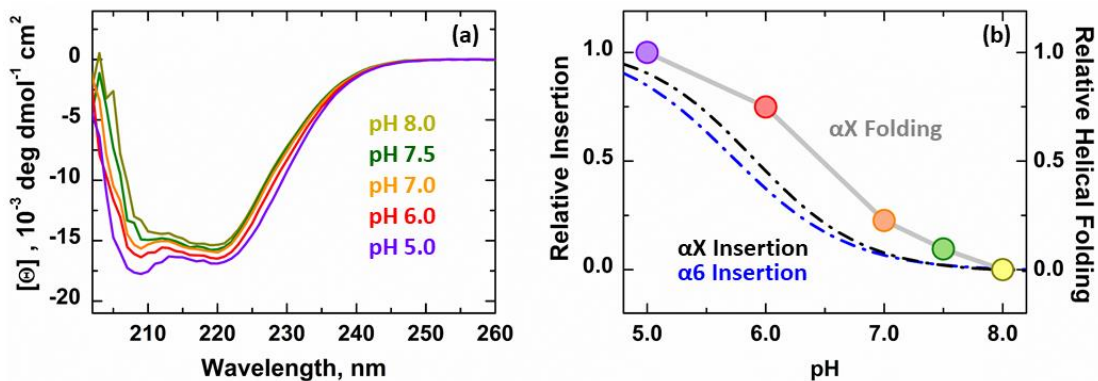 (a)
[Θ] , 10⁻³ deg dmol⁻¹ cm²
0
-5
-10
-15
-20
pH 8.0
pH 7.5
pH 7.0
pH 6.0
pH 5.0
210 220 230 240 250 260
Wavelength, nm
(b)
Relative Insertion
1.0
0.5
0.0
αX Folding
αX Insertion
α6 Insertion
1.0
0.5
0.0
Relative Helical Folding
5.0 6.0 7.0 8.0
pH